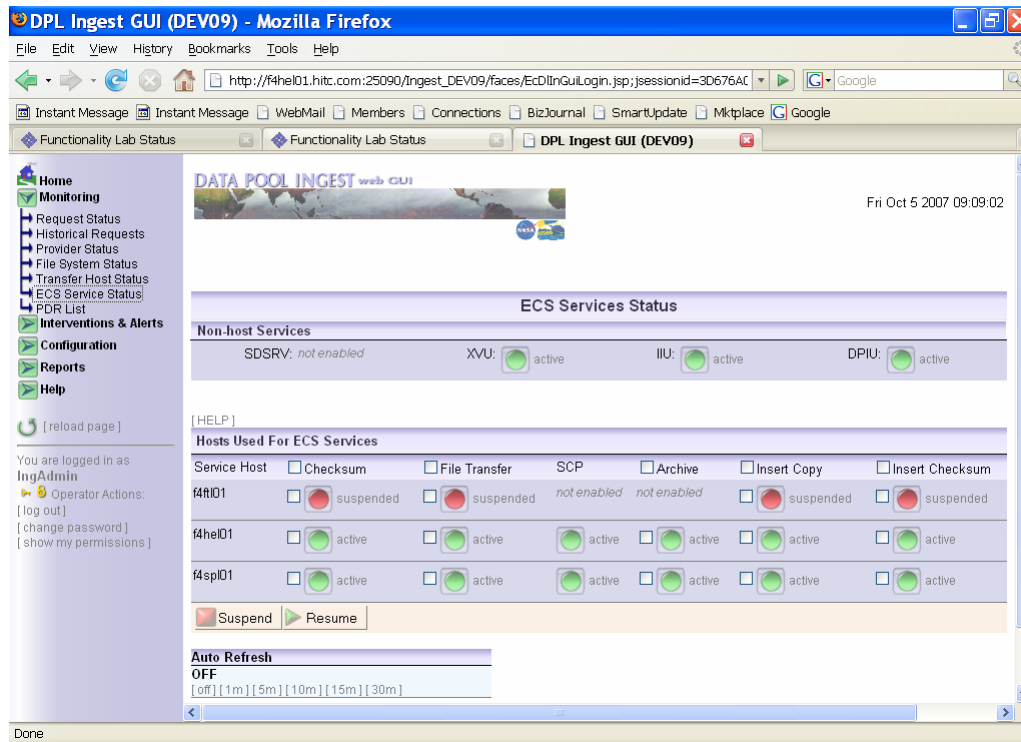 DPL Ingest GUI (DEV09) - Mozilla Firefox
File Edit View History Bookmarks Tools Help
http://f4hel01.hitc.com:25090/Ingest_DEV09/faces/EcDlInGuiLogin.jsp;jsessionid=3D676AC
G Google
Instant Message Instant Message WebMail Members Connections BizJournal SmartUpdate Mktplace Google
Functionality Lab Status Functionality Lab Status DPL Ingest GUI (DEV09)
Home
Monitoring
Request Status
Historical Requests
Provider Status
File System Status
Transfer Host Status
ECS Service Status
PDR List
Interventions & Alerts
Configuration
Reports
Help
[ reload page ]
You are logged in as
IngAdmin
Operator Actions:
[ log out ]
[ change password ]
[ show my permissions ]
DATA POOL INGEST web GUI
NASA
Fri Oct 5 2007 09:09:02
ECS Services Status
Non-host Services
SDSRV: not enabled XVU: active IIU: active DPIU: active
[ HELP ]
Hosts Used For ECS Services
Service Host Checksum File Transfer SCP Archive Insert Copy Insert Checksum
f4ftl01 suspended suspended not enabled not enabled suspended suspended
f4hel01 active active active active active active
f4spl01 active active active active active active
Suspend Resume
Auto Refresh
OFF
[ off ] [ 1m ] [ 5m ] [ 10m ] [ 15m ] [ 30m ]
Done